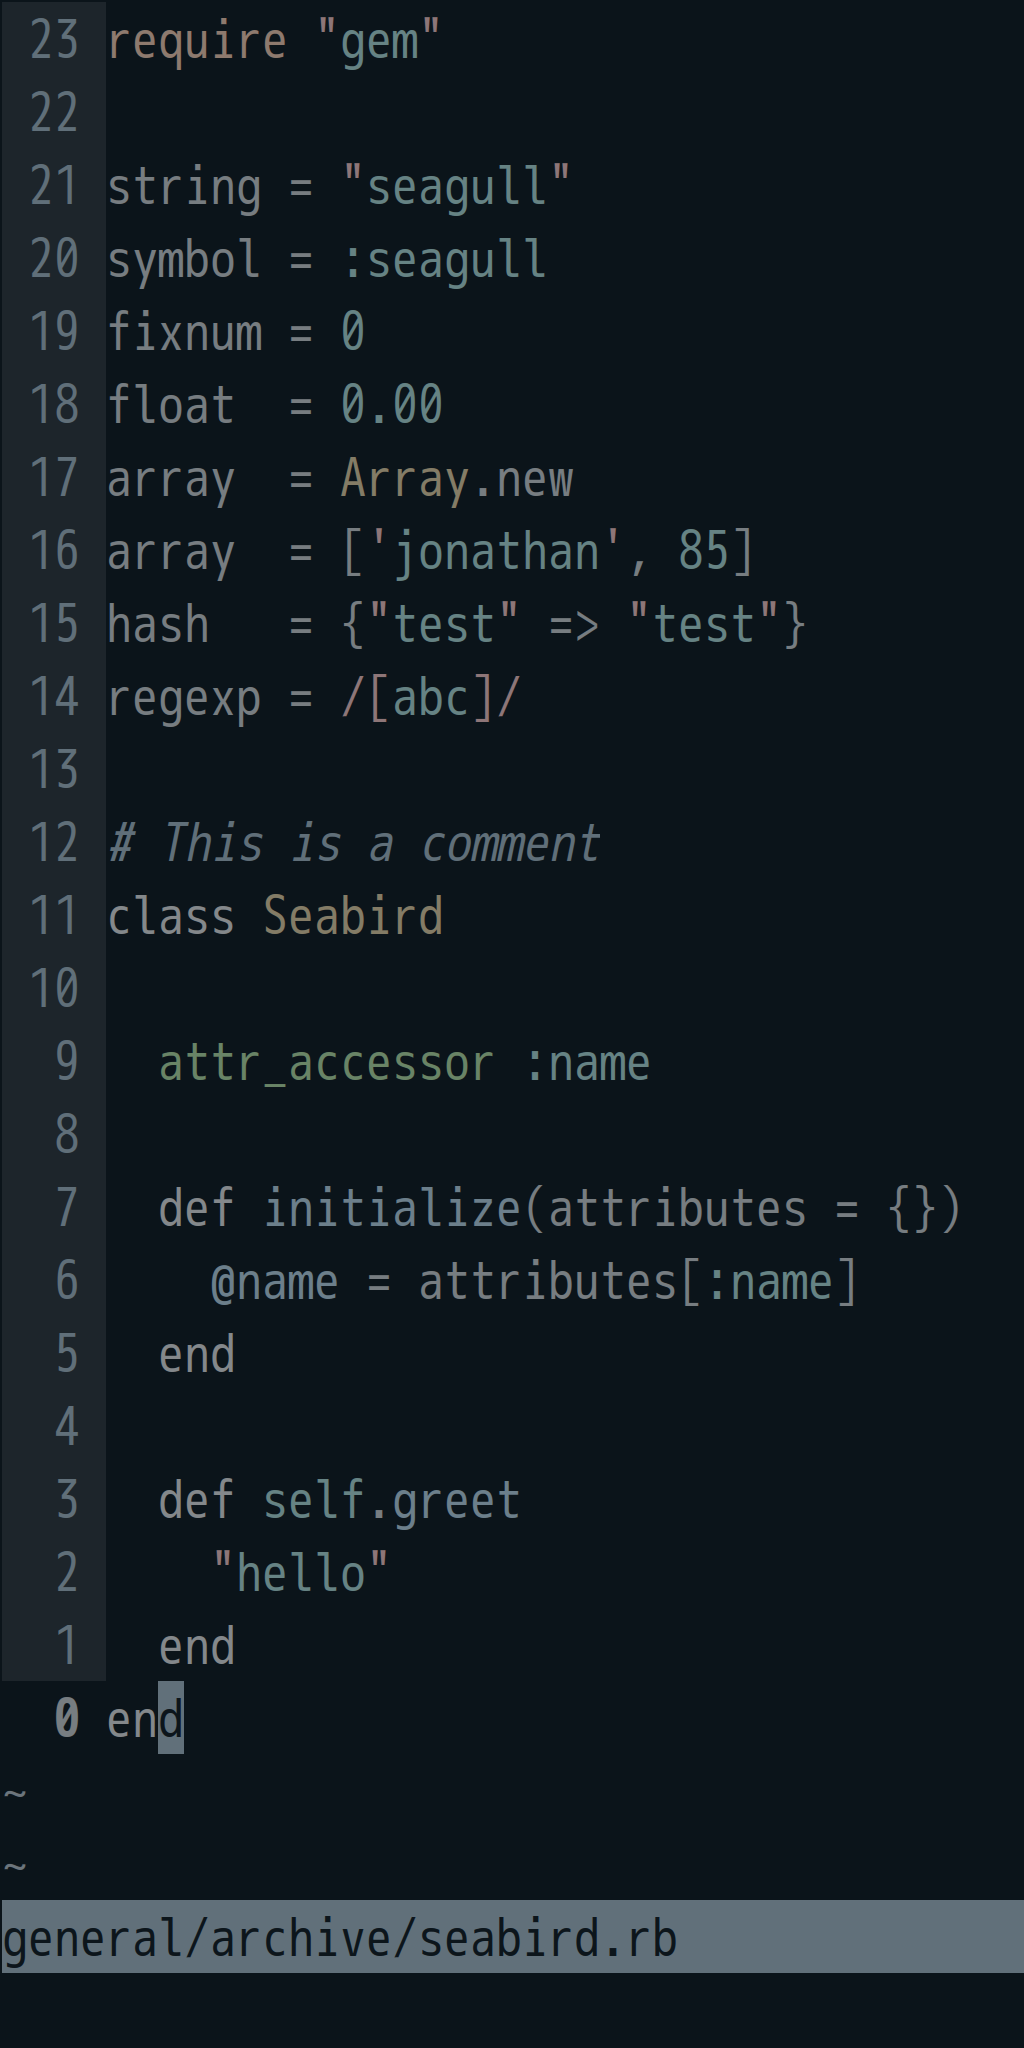 23 require "gem"
22
21 string = "seagull"
20 symbol = :seagull
19 fixnum = 0
18 float  = 0.00
17 array  = Array.new
16 array  = ['jonathan', 85]
15 hash   = {"test" => "test"}
14 regexp = /[abc]/
13
12 # This is a comment
11 class Seabird
10
 9   attr_accessor :name
 8
 7   def initialize(attributes = {})
 6     @name = attributes[:name]
 5   end
 4
 3   def self.greet
 2     "hello"
 1   end
 0 end
~
~
general/archive/seabird.rb